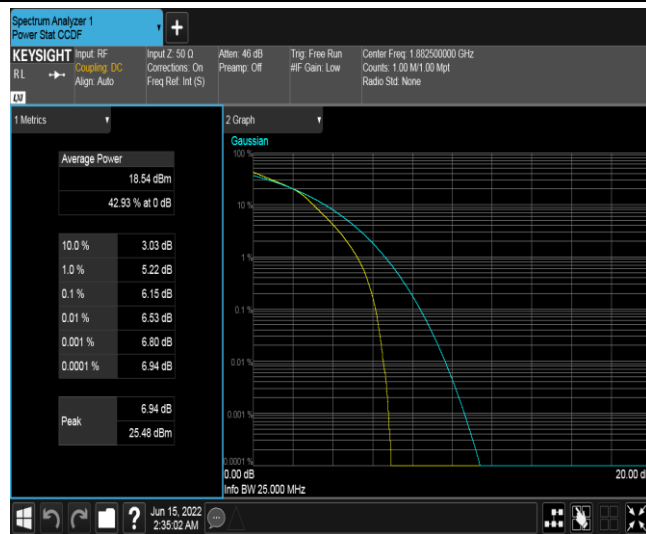 Spectrum Analyzer 1
Power Stat CCDF
KEYSIGHT
RL
LXI
Input: RF
Coupling: DC
Align: Auto
Input Z: 50 Ω
Corrections: On
Freq Ref: Int (S)
Atten: 46 dB
Preamp: Off
Trig: Free Run
#IF Gain: Low
Center Freq: 1.882500000 GHz
Counts: 1.00 M/1.00 Mpt
Radio Std: None
1 Metrics
Average Power
18.54 dBm
42.93 % at 0 dB
10.0 % 3.03 dB
1.0 % 5.22 dB
0.1 % 6.15 dB
0.01 % 6.53 dB
0.001 % 6.80 dB
0.0001 % 6.94 dB
Peak
6.94 dB
25.48 dBm
2 Graph
Gaussian
100 %
10 %
1 %
0.1 %
0.01 %
0.001 %
0.0001 %
0.00 dB
20.00 d
Info BW 25.000 MHz
?
Jun 15, 2022
2:35:02 AM